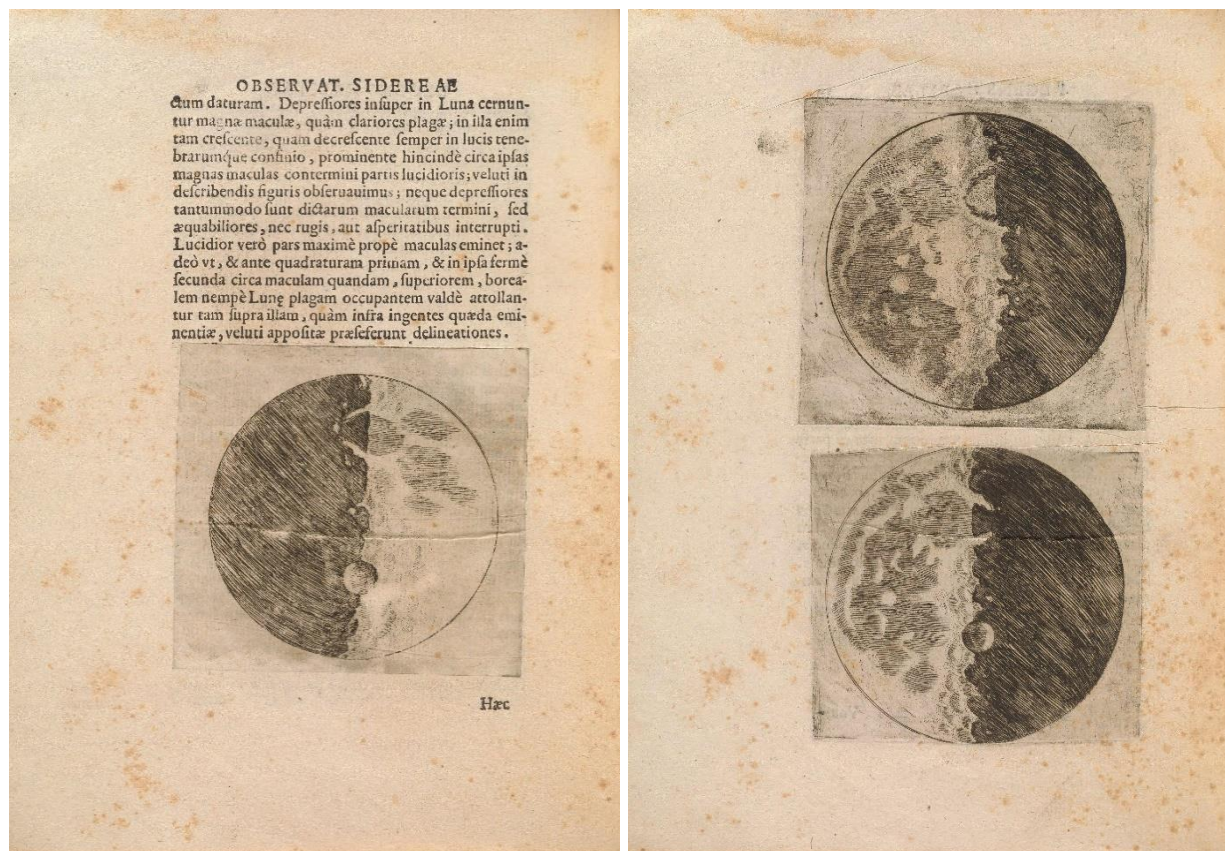 OBSERVAT. SIDEREAE
ctum daturam. Depressiores insuper in Luna cernun-
tur magnæ maculæ, quàm clariores plagæ; in illa enim
tam crescente, quam decrescente semper in lucis tene-
brarumque confinio, prominente hincindè circa ipsas
magnas maculas contermini partis lucidioris; veluti in
describendis figuris obseruauimus; neque depressiores
tantummodo sunt dictarum macularum termini, sed
æquabiliores, nec rugis, aut asperitatibus interrupti.
Lucidior verò pars maximè propè maculas eminet; a-
deò vt, & ante quadraturam primam, & in ipsa fermè
secunda circa maculam quandam, superiorem, borea-
lem nempè Lunę plagam occupantem valdè attollan-
tur tam supra illam, quàm infra ingentes quæda emi-
nentiæ, veluti appositæ præseferunt delineationes.
Hæc